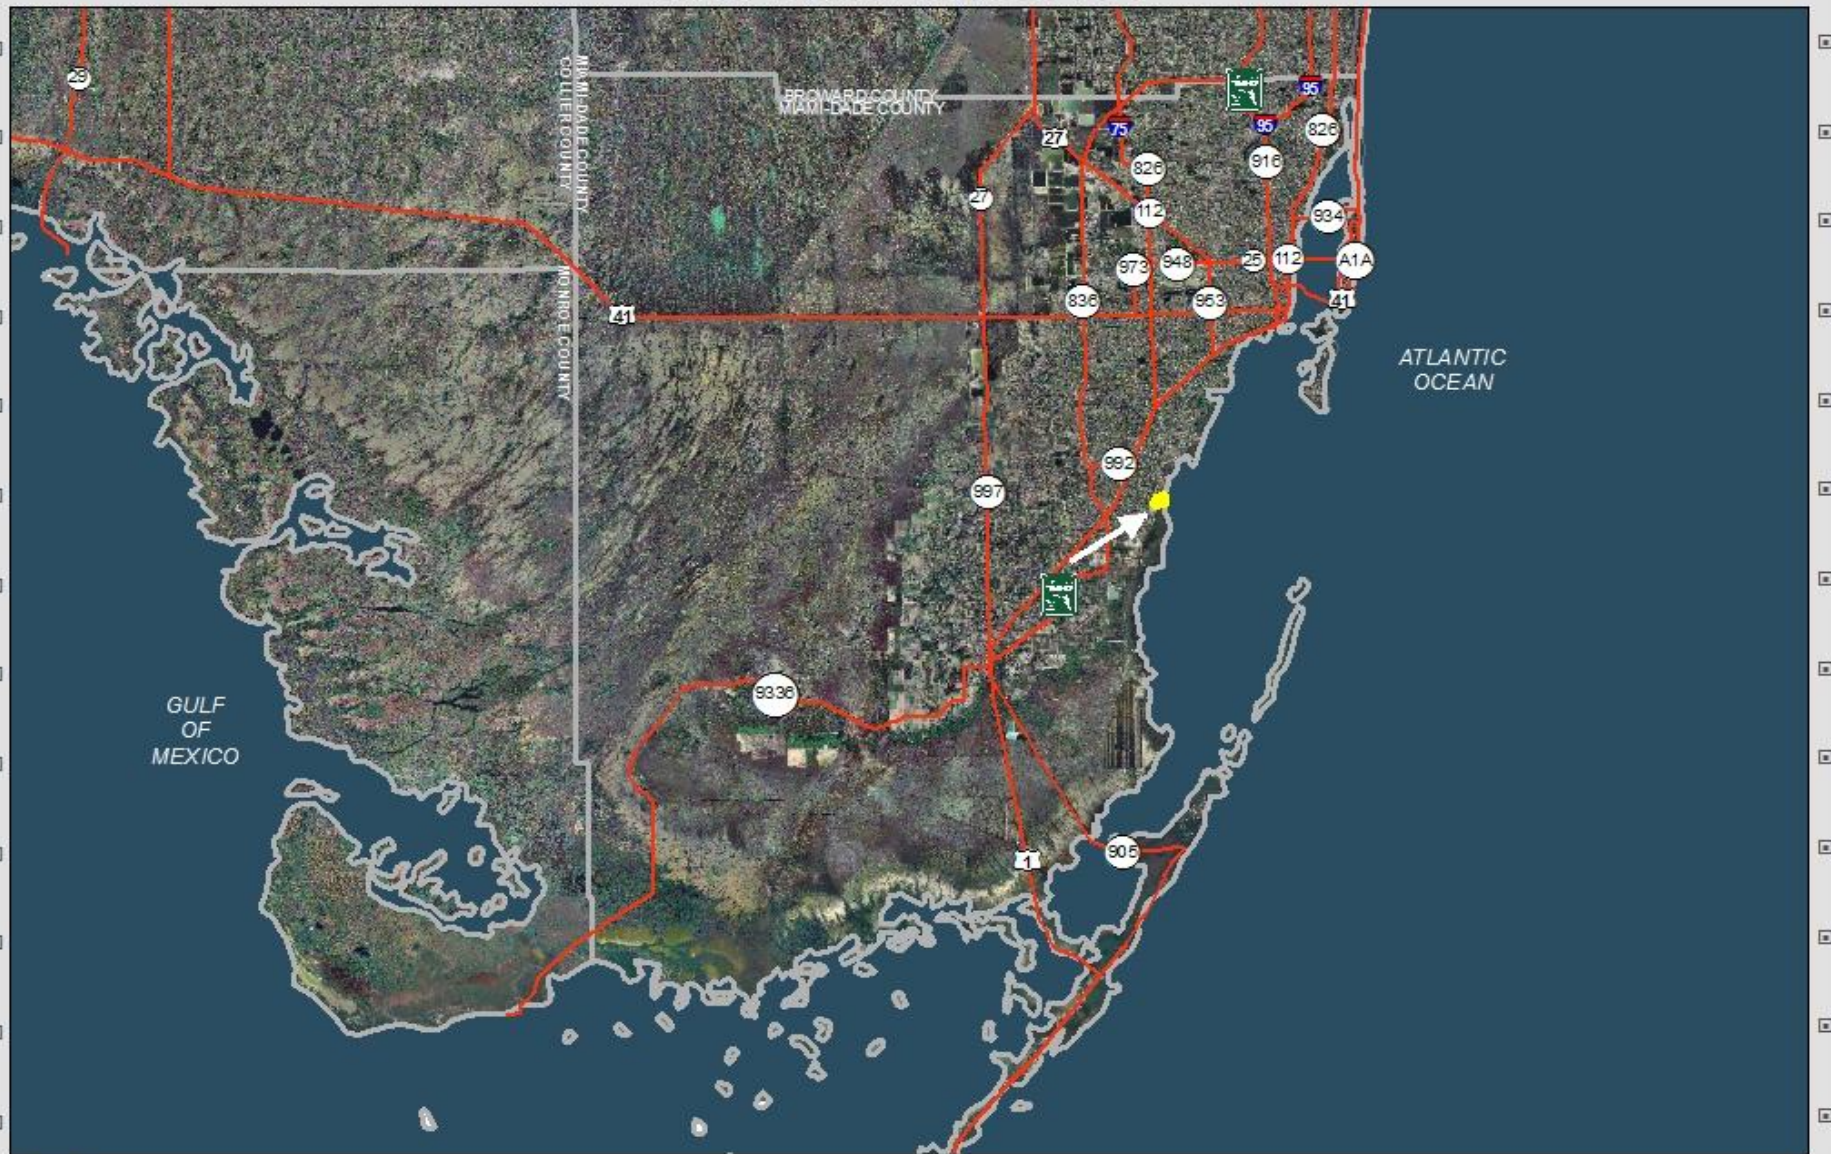 29
MIAMI-DADE COUNTY
COLLIER COUNTY
BROWARD COUNTY
MIAMI-DADE COUNTY
95
75
95
826
27
826
916
27
112
934
973
948
25
112
A1A
836
953
41
MONROE COUNTY
41
ATLANTIC
OCEAN
992
997
9336
GULF
OF
MEXICO
1
905